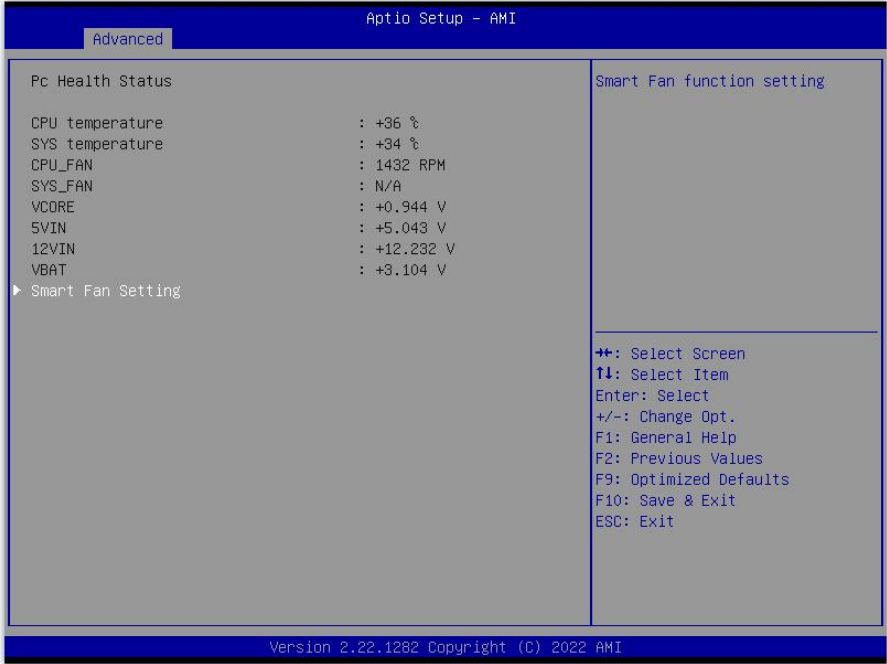 Aptio Setup – AMI
Advanced
Pc Health Status
CPU temperature : +36 ℃
SYS temperature : +34 ℃
CPU_FAN : 1432 RPM
SYS_FAN : N/A
VCORE : +0.944 V
5VIN : +5.043 V
12VIN : +12.232 V
VBAT : +3.104 V
▶ Smart Fan Setting
Smart Fan function setting
→←: Select Screen
↑↓: Select Item
Enter: Select
+/-: Change Opt.
F1: General Help
F2: Previous Values
F9: Optimized Defaults
F10: Save & Exit
ESC: Exit
Version 2.22.1282 Copyright (C) 2022 AMI